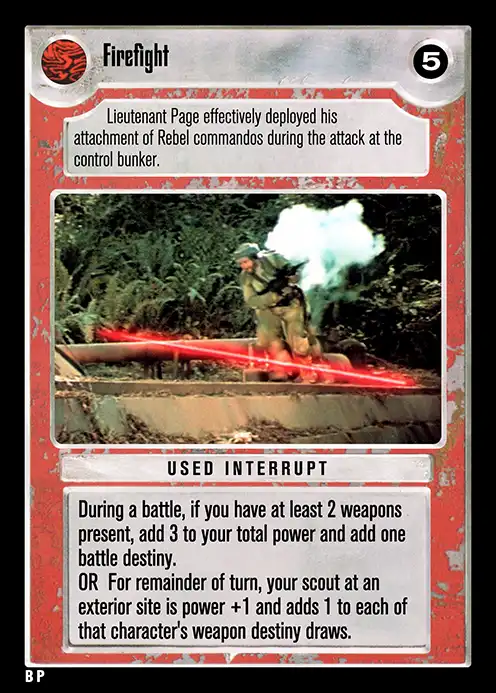 Firefight
5
Lieutenant Page effectively deployed his
attachment of Rebel commandos during the attack at the
control bunker.
USED INTERRUPT
During a battle, if you have at least 2 weapons
present, add 3 to your total power and add one
battle destiny.
OR For remainder of turn, your scout at an
exterior site is power +1 and adds 1 to each of
that character's weapon destiny draws.
B P